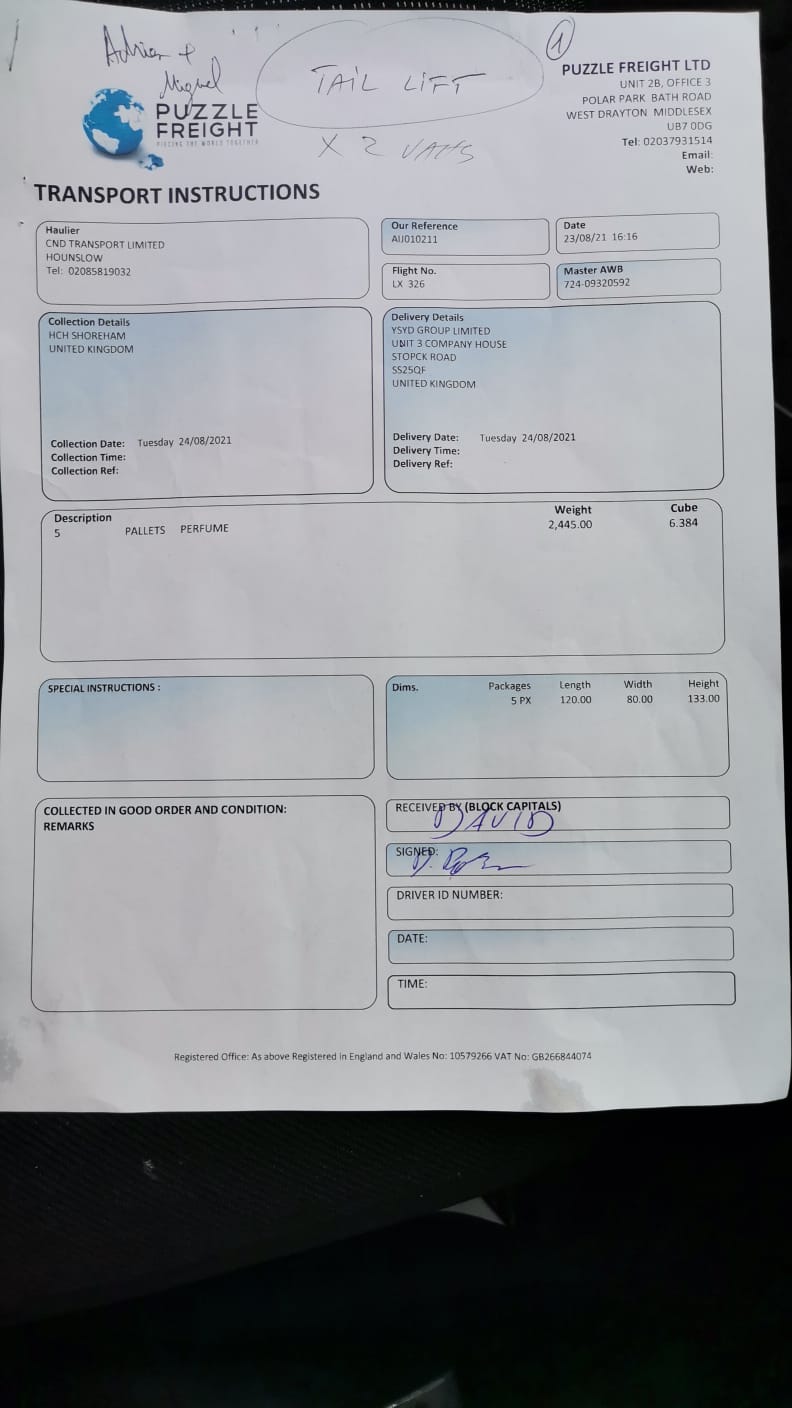 Adrian +
Miguel
TAIL LIFT
X 2 VANS
1
PUZZLE
FREIGHT
PIECING THE WORLD TOGETHER
PUZZLE FREIGHT LTD
UNIT 2B, OFFICE 3
POLAR PARK BATH ROAD
WEST DRAYTON MIDDLESEX
UB7 0DG
Tel: 02037931514
Email:
Web:
TRANSPORT INSTRUCTIONS
Haulier
CND TRANSPORT LIMITED
HOUNSLOW
Tel: 02085819032
Our Reference
AU010211
Date
23/08/21 16:16
Flight No.
LX 326
Master AWB
724-09320592
Collection Details
HCH SHOREHAM
UNITED KINGDOM
Collection Date: Tuesday 24/08/2021
Collection Time:
Collection Ref:
Delivery Details
YSYD GROUP LIMITED
UNIT 3 COMPANY HOUSE
STOPCK ROAD
SS25QF
UNITED KINGDOM
Delivery Date: Tuesday 24/08/2021
Delivery Time:
Delivery Ref:
Description Weight Cube
5 PALLETS PERFUME 2,445.00 6.384
SPECIAL INSTRUCTIONS :
Dims. Packages Length Width Height
5 PX 120.00 80.00 133.00
COLLECTED IN GOOD ORDER AND CONDITION:
REMARKS
RECEIVED BY (BLOCK CAPITALS)
DAVID
SIGNED:
DRIVER ID NUMBER:
DATE:
TIME:
Registered Office: As above Registered in England and Wales No: 10579266 VAT No: GB266844074